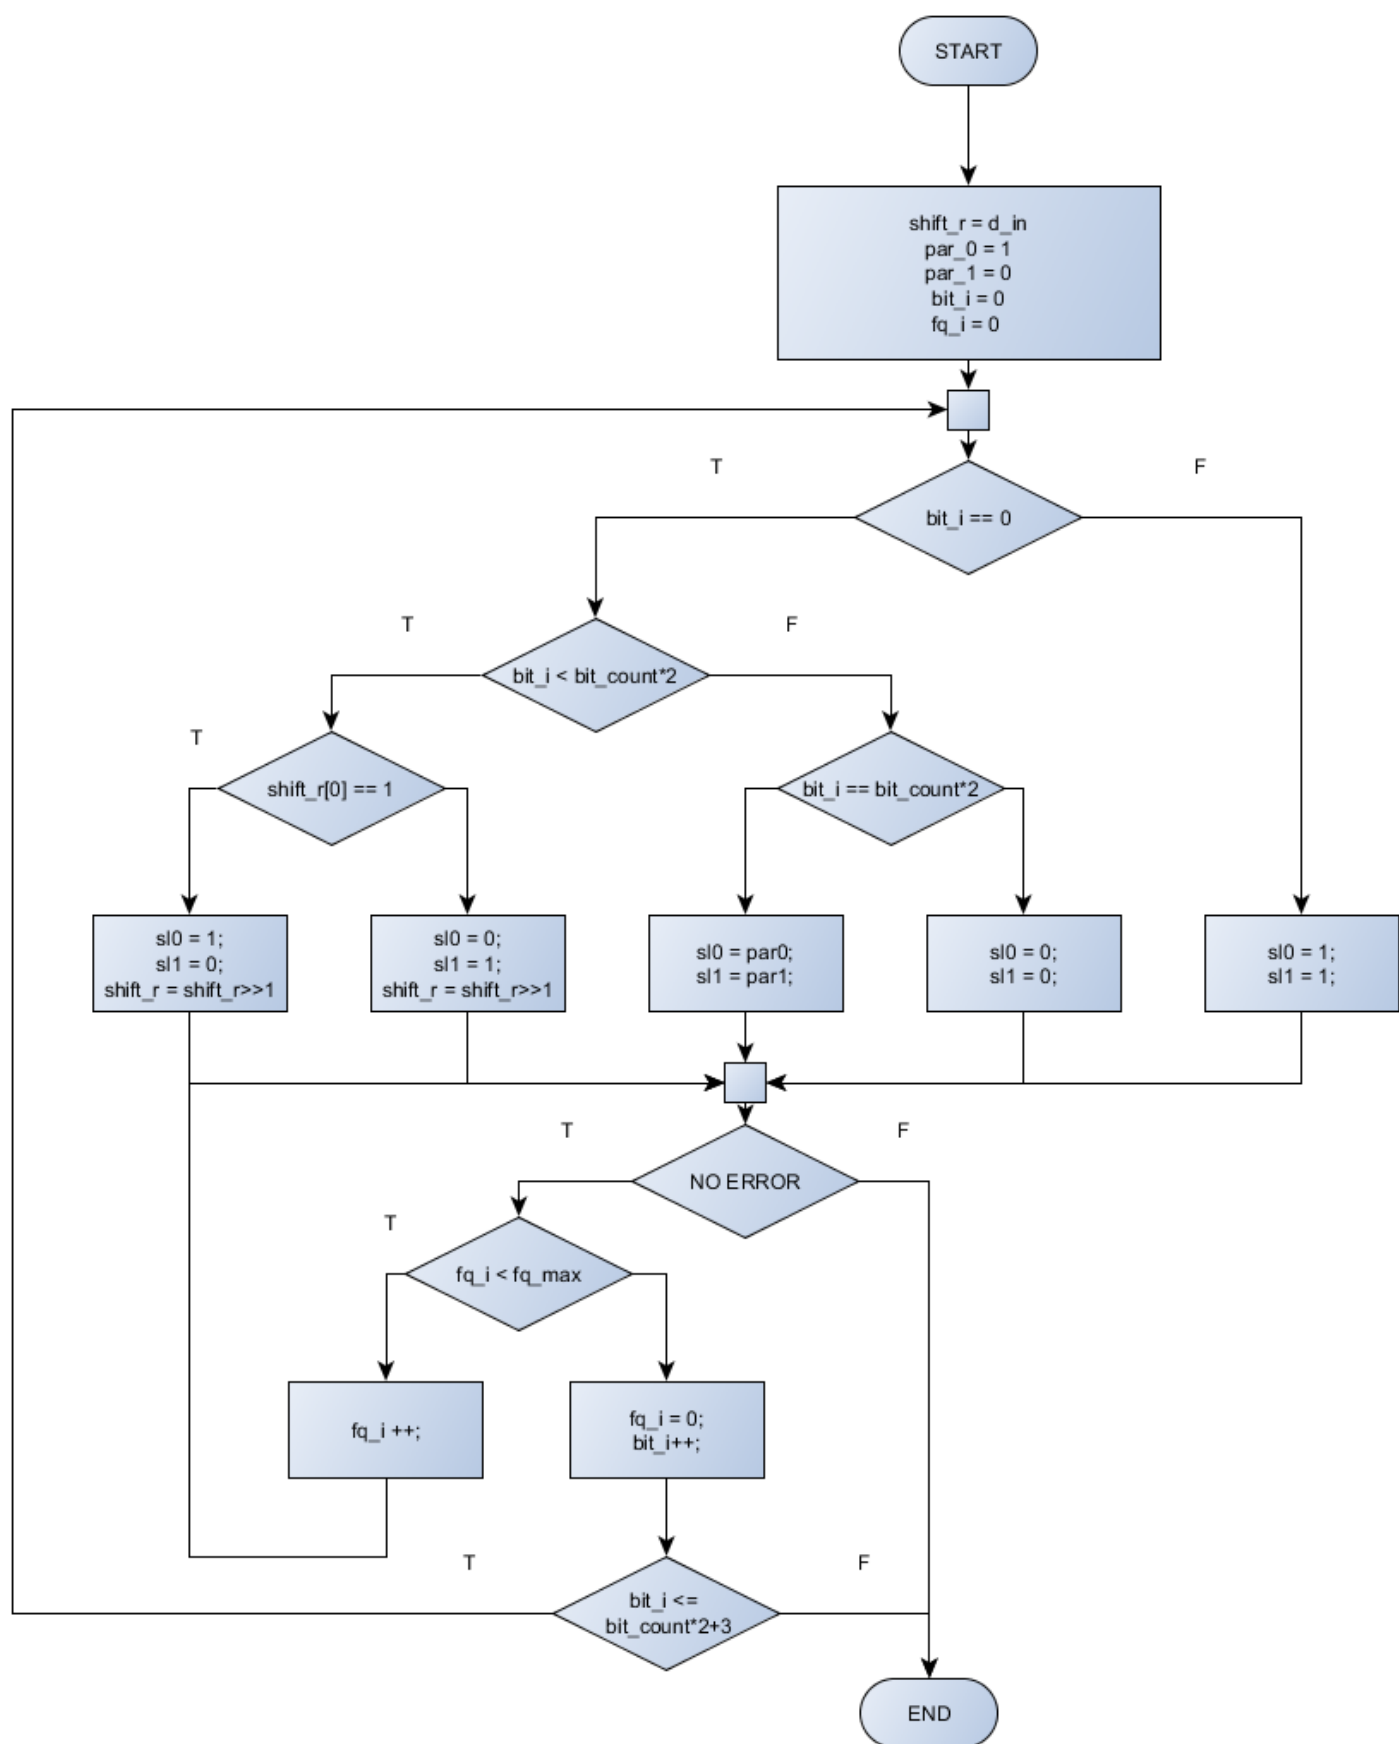 START
shift_r = d_in
par_0 = 1
par_1 = 0
bit_i = 0
fq_i = 0
T
F
bit_i == 0
T
F
bit_i < bit_count*2
T
shift_r[0] == 1
bit_i == bit_count*2
sl0 = 1;
sl1 = 0;
shift_r = shift_r>>1
sl0 = 0;
sl1 = 1;
shift_r = shift_r>>1
sl0 = par0;
sl1 = par1;
sl0 = 0;
sl1 = 0;
sl0 = 1;
sl1 = 1;
T
F
NO ERROR
T
fq_i < fq_max
fq_i ++;
fq_i = 0;
bit_i++;
T
F
bit_i <=
bit_count*2+3
END